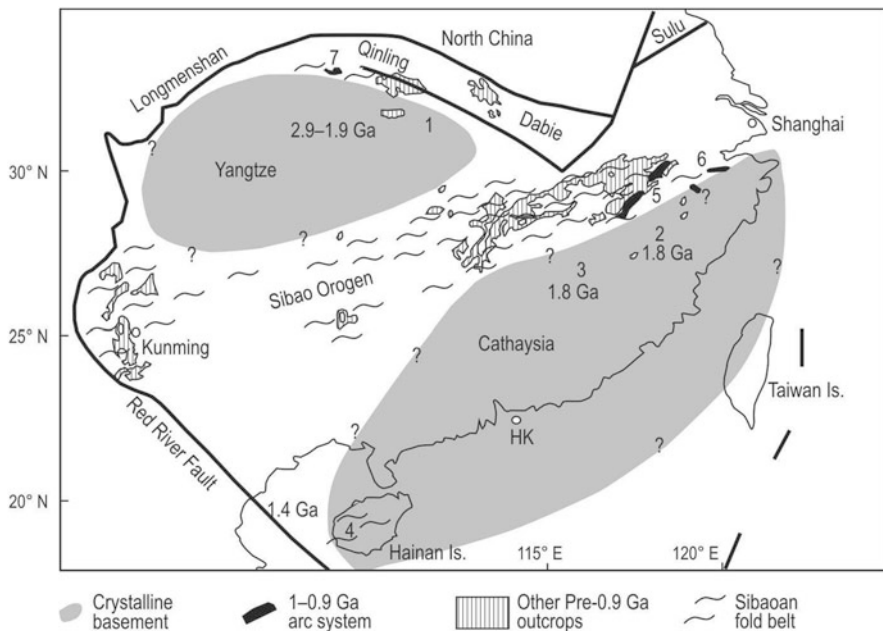 North China
Sulu
Qinling
Longmenshan
7
Dabie
Shanghai
2.9–1.9 Ga
1
?
30° N
Yangtze
6
?
5
?
?
2
1.8 Ga
?
3
1.8 Ga
?
Sibao Orogen
25° N
Kunming
Cathaysia
?
Taiwan Is.
Red River Fault
HK
?
?
20° N
1.4 Ga
4
Hainan Is.
115° E
120° E
Crystalline
basement
1–0.9 Ga
arc system
Other Pre-0.9 Ga
outcrops
Sibaoan
fold belt